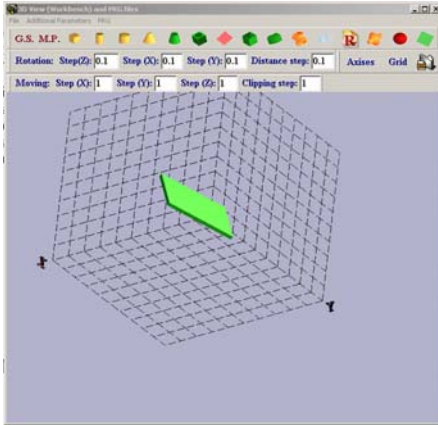 3D View (Workbench) and PRG files
File Additional Parameters PRG
G.S. M.P. R
Rotation: Step(Z): 0.1 Step (X): 0.1 Step (Y): 0.1 Distance step: 0.1 Axises Grid
Moving: Step (X): 1 Step (Y): 1 Step (Z): 1 Clipping step: 1
X
Y